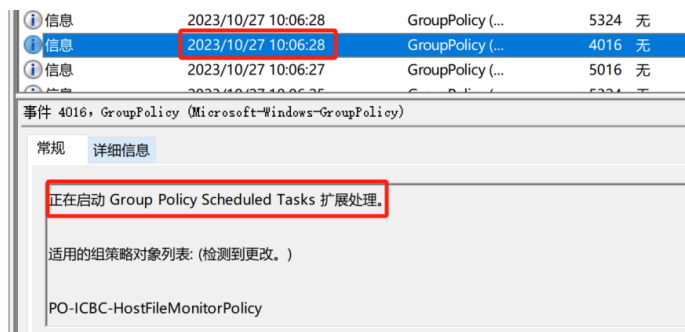 信息 2023/10/27 10:06:28 GroupPolicy (... 5324 无
信息 2023/10/27 10:06:28 GroupPolicy (... 4016 无
信息 2023/10/27 10:06:27 GroupPolicy (... 5016 无
事件 4016，GroupPolicy (Microsoft-Windows-GroupPolicy)
常规 详细信息
正在启动 Group Policy Scheduled Tasks 扩展处理。
适用的组策略对象列表: (检测到更改。)
PO-ICBC-HostFileMonitorPolicy